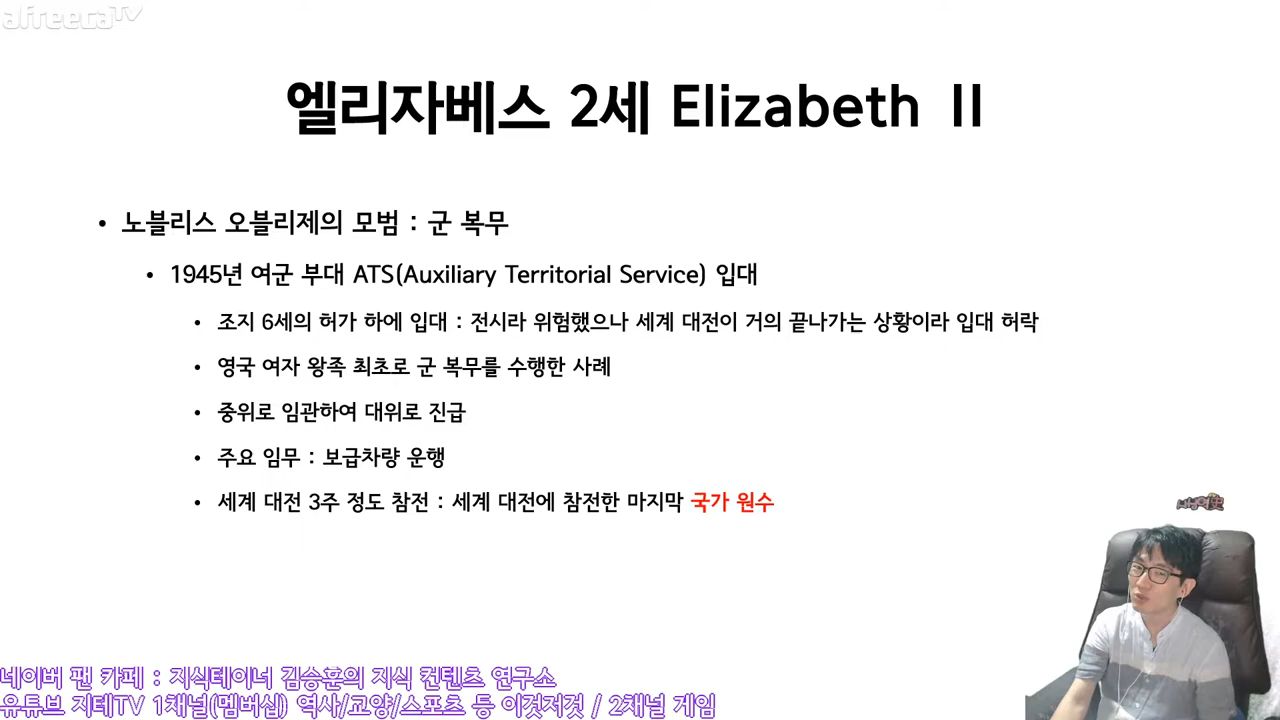 afreecaTV
엘리자베스 2세 Elizabeth Ⅱ
• 노블리스 오블리제의 모범 : 군 복무
• 1945년 여군 부대 ATS(Auxiliary Territorial Service) 입대
• 조지 6세의 허가 하에 입대 : 전시라 위험했으나 세계 대전이 거의 끝나가는 상황이라 입대 허락
• 영국 여자 왕족 최초로 군 복무를 수행한 사례
• 중위로 임관하여 대위로 진급
• 주요 임무 : 보급차량 운행
• 세계 대전 3주 정도 참전 : 세계 대전에 참전한 마지막 국가 원수
네이버 팬 카페 : 지식테이너 김승훈의 지식 컨텐츠 연구소
유튜브 지테TV 1채널(멤버십) 역사/교양/스포츠 등 이것저것 / 2채널 게임